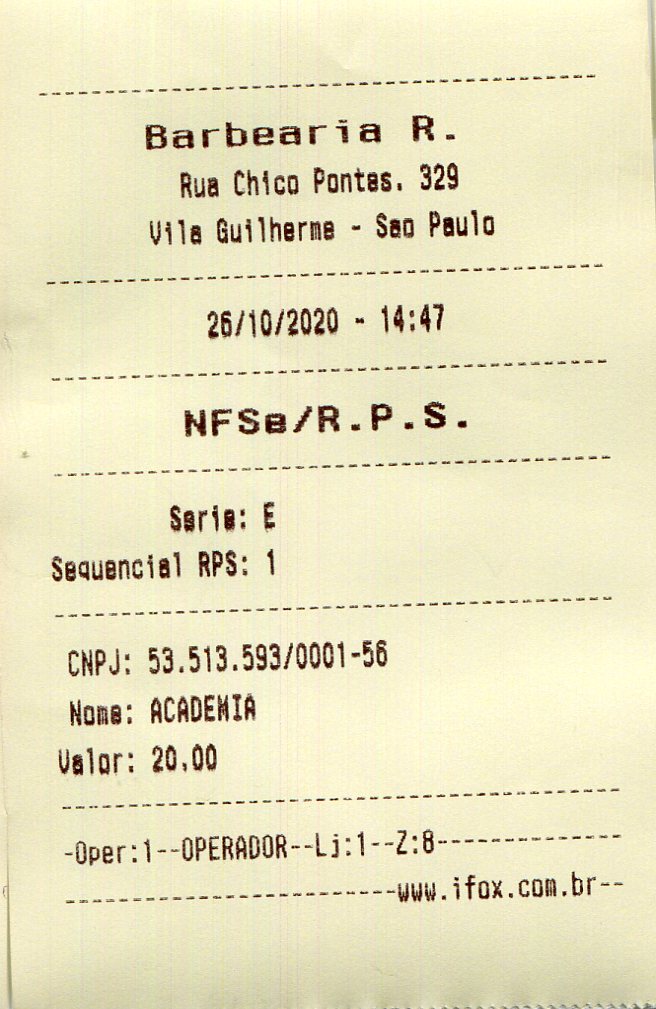 Barbearia R.
Rua Chico Pontes, 329
Vila Guilherme - Sao Paulo
26/10/2020 - 14:47
NFSe/R.P.S.
Serie: E
Sequencial RPS: 1
CNPJ: 53.513.593/0001-56
Nome: ACADEMIA
Valor: 20,00
-Oper:1--OPERADOR--Lj:1--Z:8--------------
------------------------www.ifox.com.br--